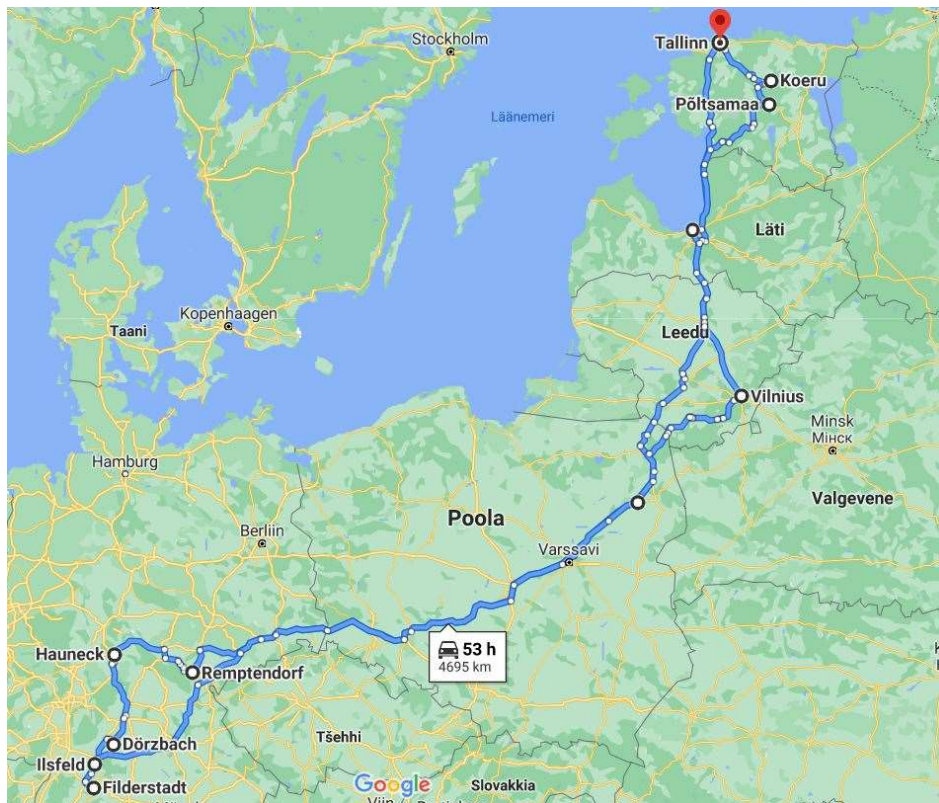 Stockholm
Tallinn
Koeru
Põltsamaa
Läänemeri
Läti
Kopenhaagen
Taani
Leedu
Vilnius
Minsk
МІНСК
Hamburg
Valgevene
Poola
Berliin
Varssavi
53 h
4695 km
Hauneck
Remptendorf
Dörzbach
Tšehhi
Ilsfeld
Filderstadt
Google
Slovakkia